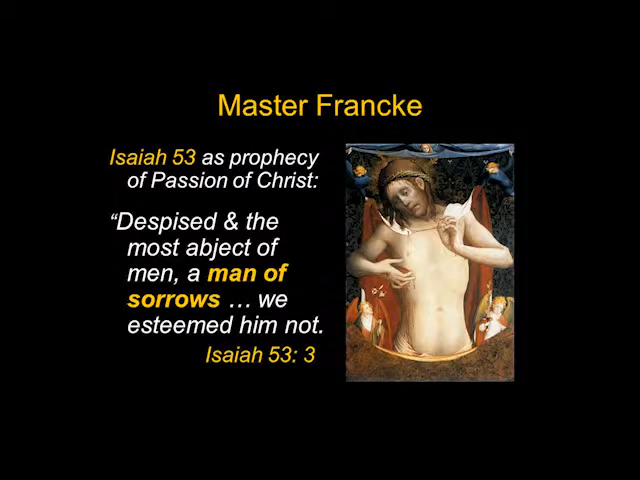 Master Francke
Isaiah 53 as prophecy
of Passion of Christ:
“Despised & the
most abject of
men, a man of
sorrows … we
esteemed him not.
Isaiah 53: 3